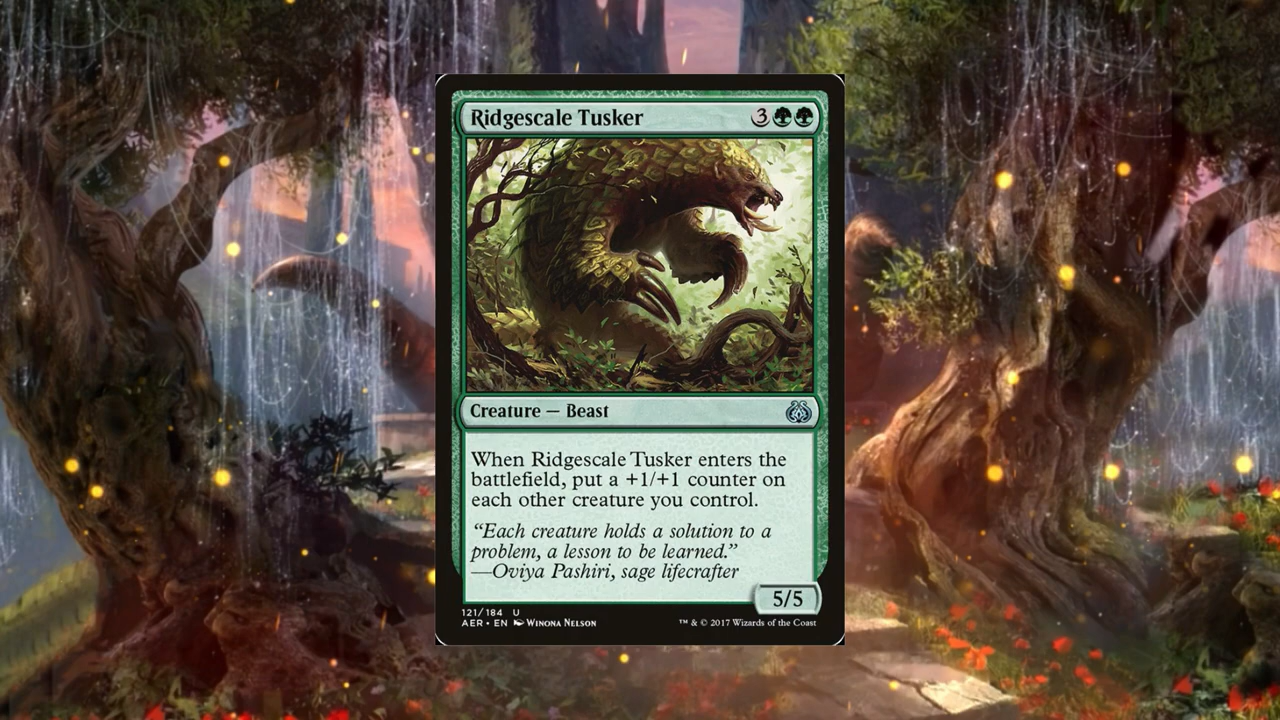 Ridgescale Tusker 3
Creature — Beast
When Ridgescale Tusker enters the
battlefield, put a +1/+1 counter on
each other creature you control.
“Each creature holds a solution to a
problem, a lesson to be learned.”
—Oviya Pashiri, sage lifecrafter
5/5
121/184 U
AER • EN Winona Nelson ™ & © 2017 Wizards of the Coast